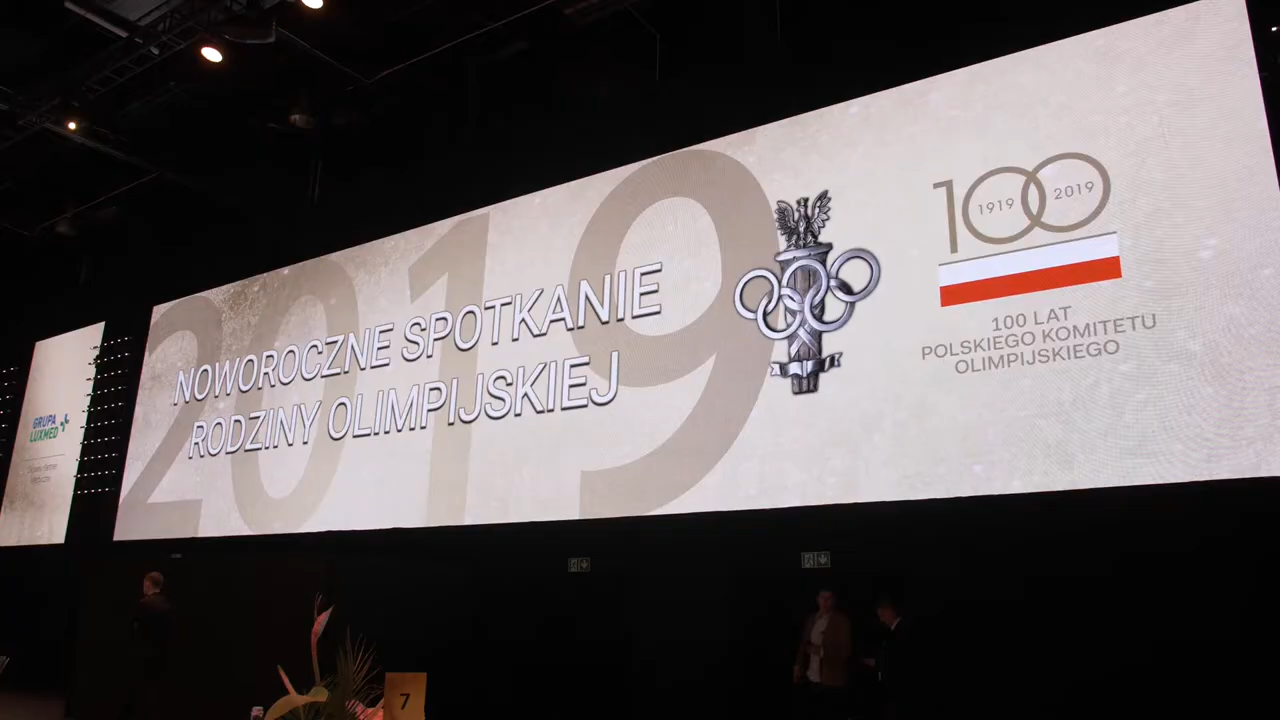 2019
NOWOROCZNE SPOTKANIE
RODZINY OLIMPIJSKIEJ
100
1919 2019
100 LAT
POLSKIEGO KOMITETU
OLIMPIJSKIEGO
GRUPA
LUXMED
7